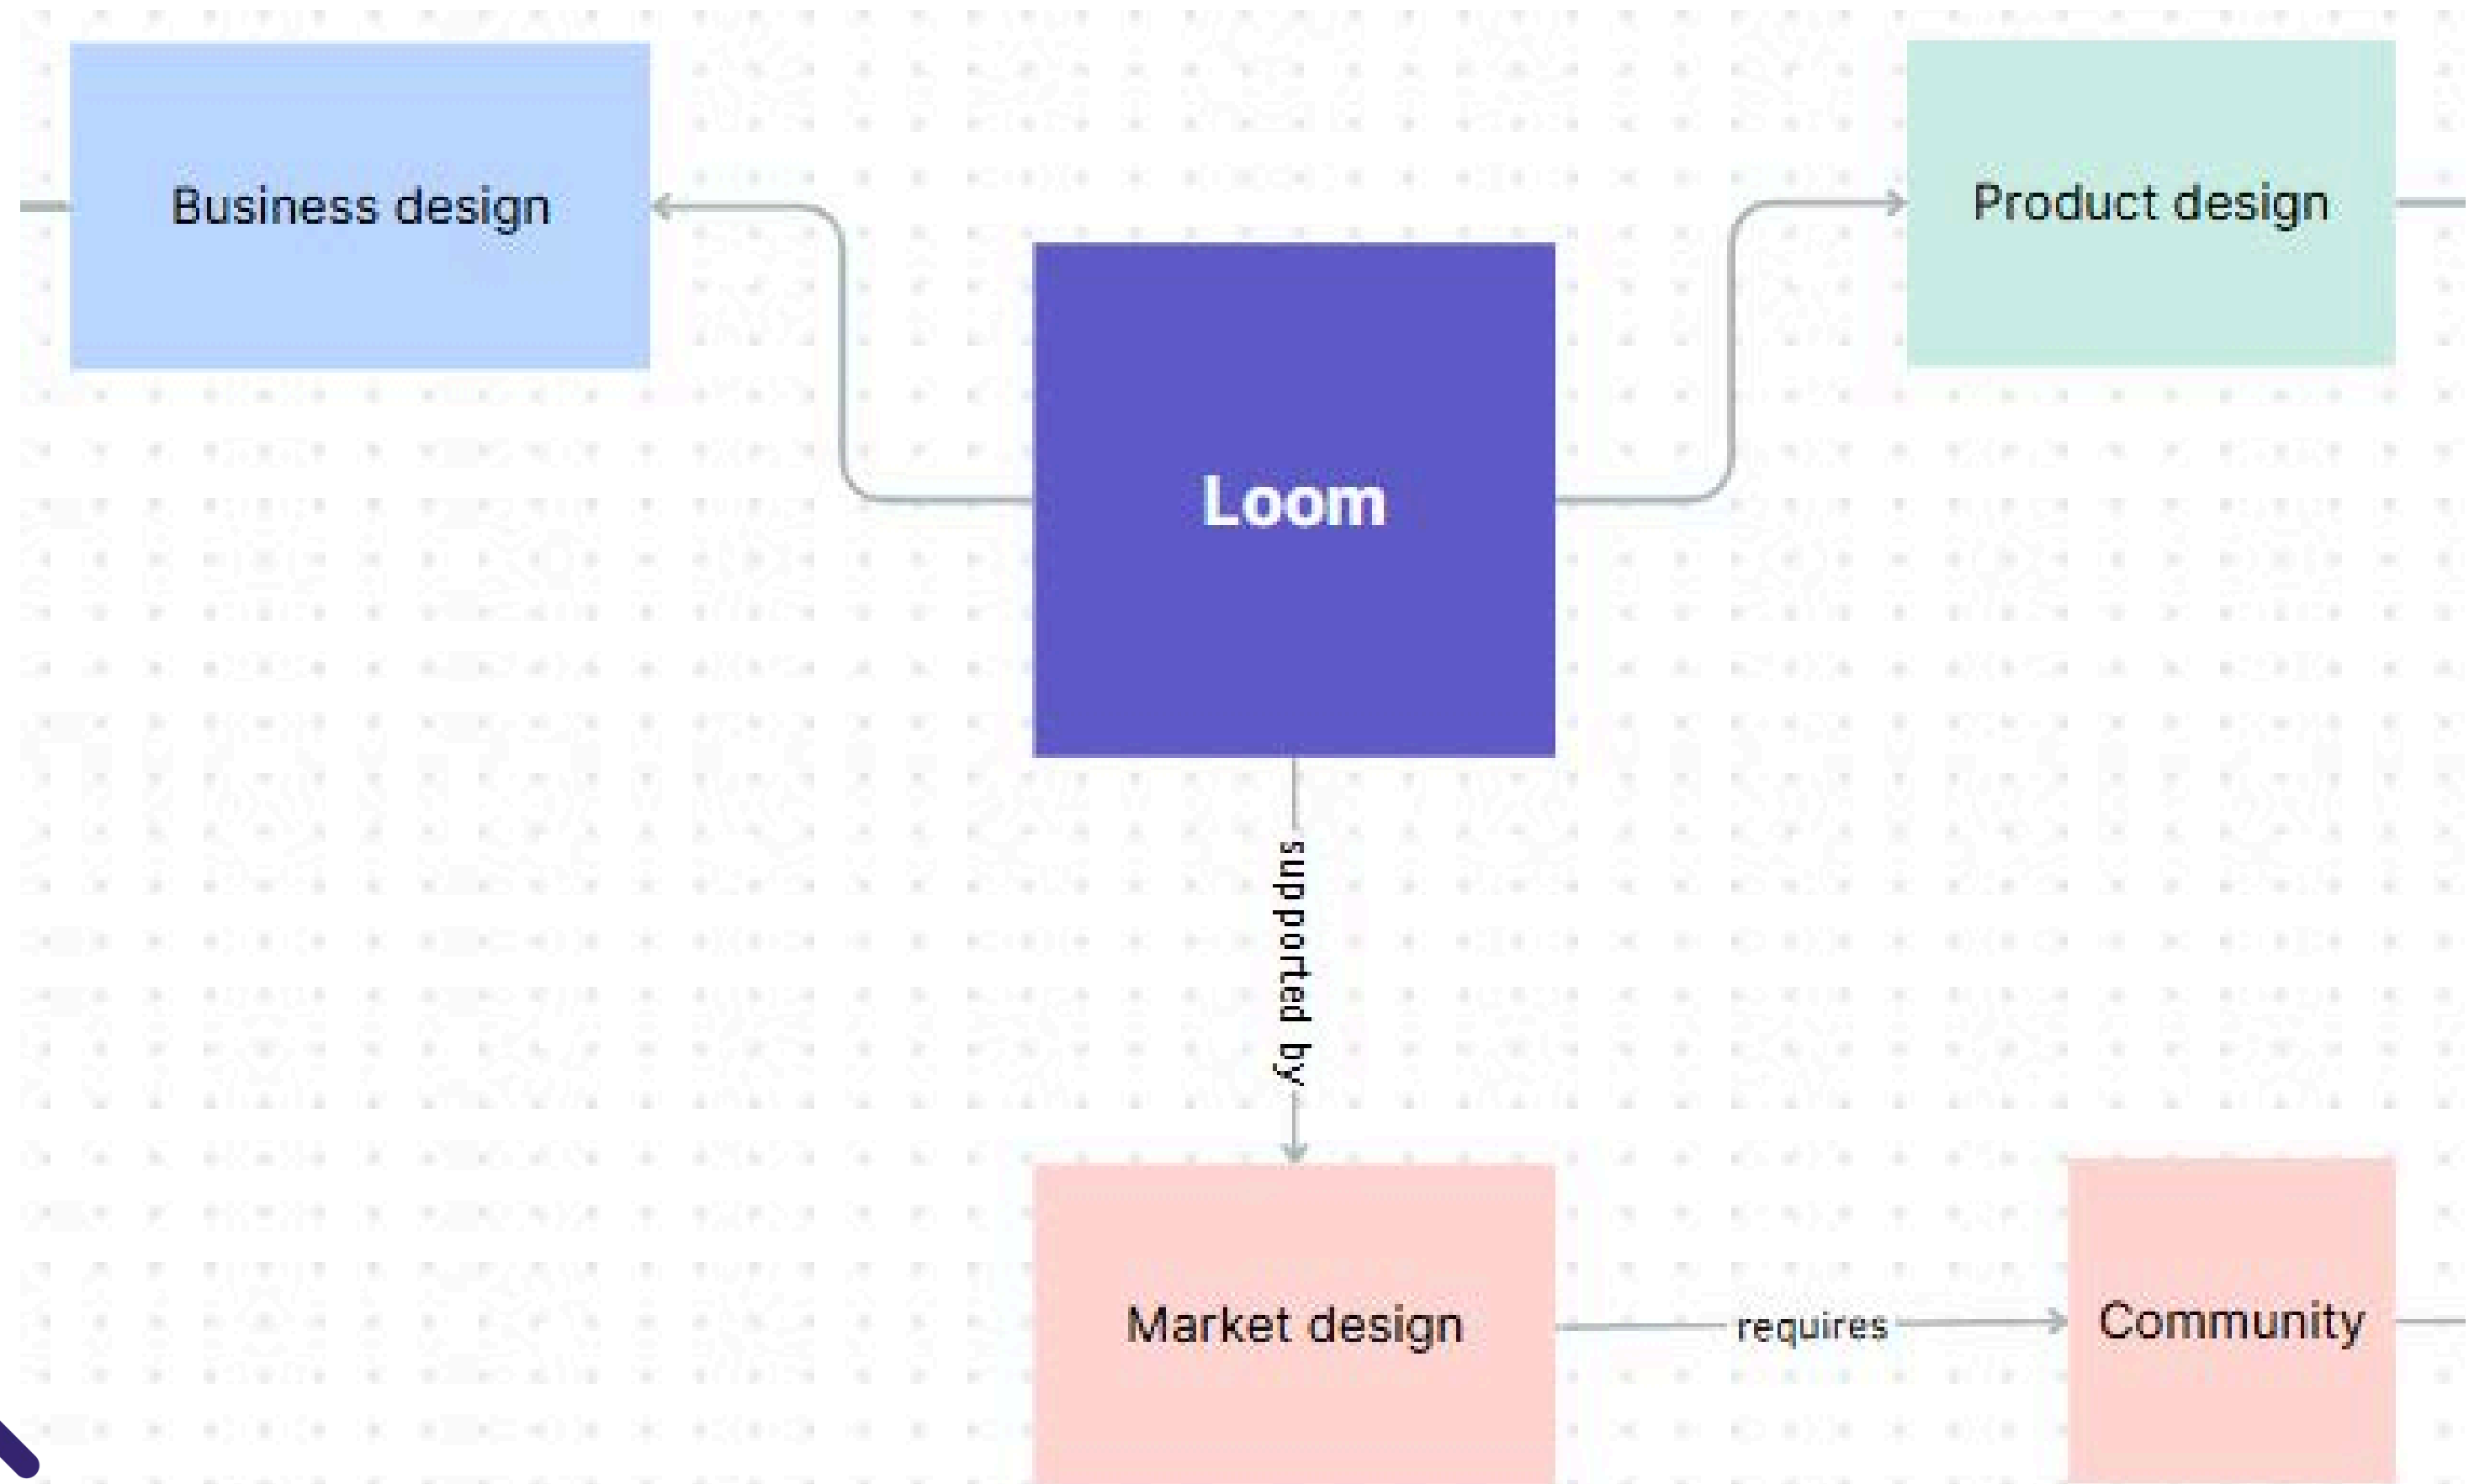 Business design
Product design
Loom
supported by
Market design
requires
Community